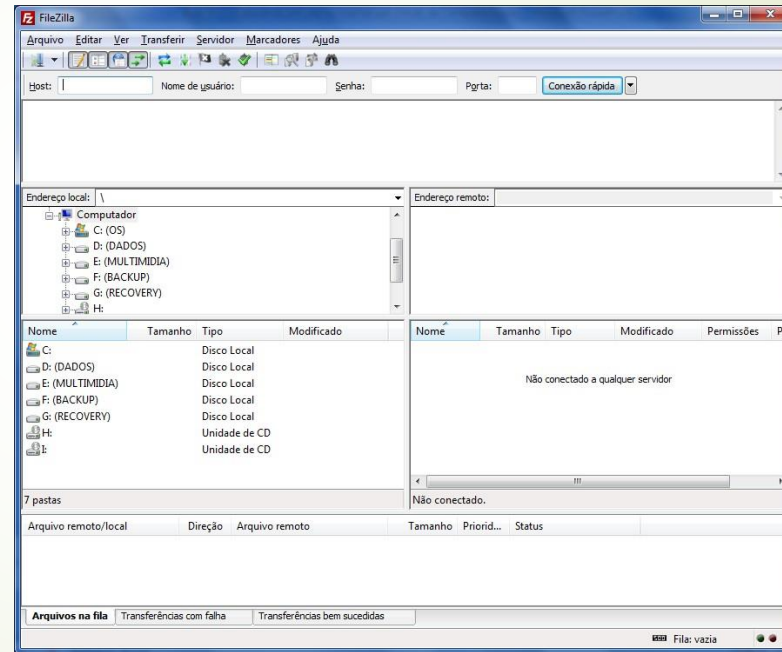 FileZilla
Arquivo Editar Ver Transferir Servidor Marcadores Ajuda
Host: Nome de usuário: Senha: Porta: Conexão rápida
Endereço local: \
Computador
C: (OS)
D: (DADOS)
E: (MULTIMIDIA)
F: (BACKUP)
G: (RECOVERY)
H:
Endereço remoto:
Nome Tamanho Tipo Modificado
C: Disco Local
D: (DADOS) Disco Local
E: (MULTIMIDIA) Disco Local
F: (BACKUP) Disco Local
G: (RECOVERY) Disco Local
H: Unidade de CD
I: Unidade de CD
7 pastas
Nome Tamanho Tipo Modificado Permissões P
Não conectado a qualquer servidor
Não conectado.
Arquivo remoto/local Direção Arquivo remoto Tamanho Priorid... Status
Arquivos na fila Transferências com falha Transferências bem sucedidas
Fila: vazia